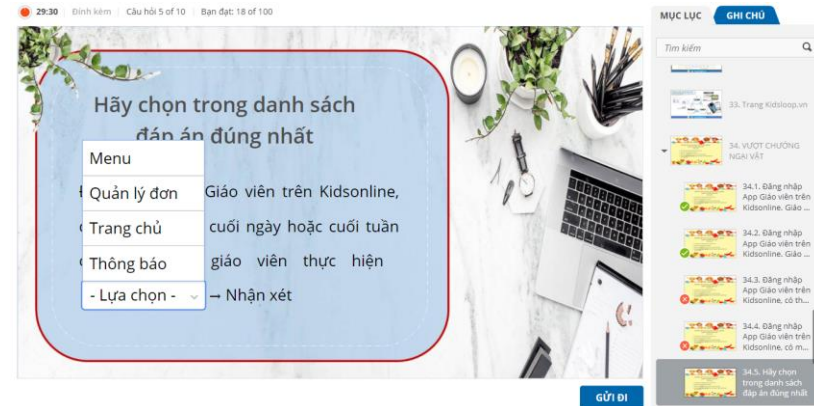 29:30 Đính kèm Câu hỏi 5 of 10 Bạn đạt: 18 of 100
Hãy chọn trong danh sách
đáp án đúng nhất
Menu
Quản lý đơn Giáo viên trên Kidsonline,
Trang chủ cuối ngày hoặc cuối tuần
Thông báo giáo viên thực hiện
- Lựa chọn - → Nhận xét
GỬI ĐI
MỤC LỤC GHI CHÚ
Tìm kiếm
33. Trang Kidsloop.vn
34. VƯỢT CHƯỚNG
NGẠI VẬT
34.1. Đăng nhập
App Giáo viên trên
Kidsonline. Giáo ...
34.2. Đăng nhập
App Giáo viên trên
Kidsonline. Giáo ...
34.3. Đăng nhập
App Giáo viên trên
Kidsonline, có th...
34.4. Đăng nhập
App Giáo viên trên
Kidsonline, cô m...
34.5. Hãy chọn
trong danh sách
đáp án đúng nhất